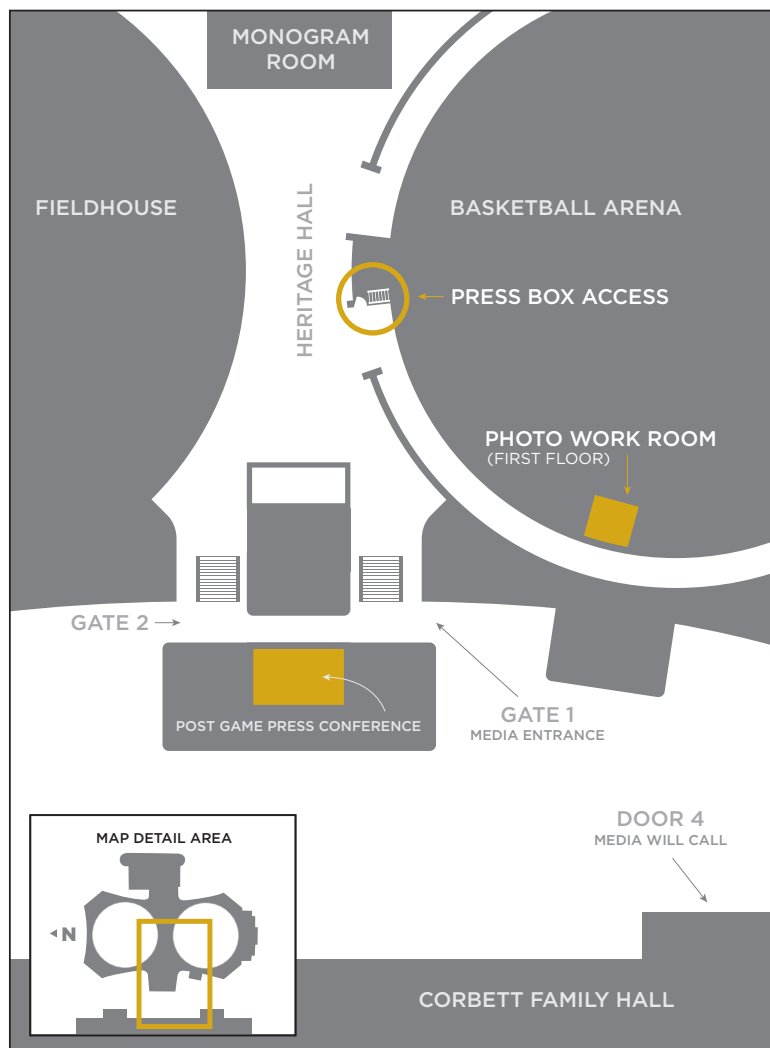 MONOGRAM
ROOM
FIELDHOUSE
BASKETBALL ARENA
HERITAGE HALL
PRESS BOX ACCESS
PHOTO WORK ROOM
(FIRST FLOOR)
GATE 2
POST GAME PRESS CONFERENCE
GATE 1
MEDIA ENTRANCE
DOOR 4
MEDIA WILL CALL
MAP DETAIL AREA
N
CORBETT FAMILY HALL